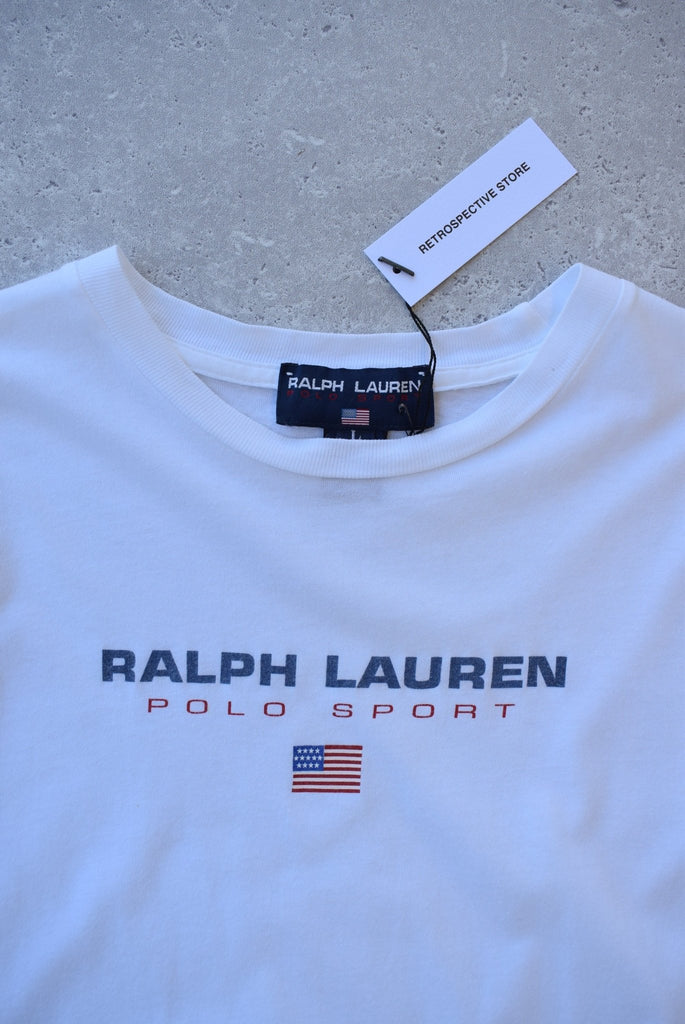 RETROSPECTIVE STORE
RALPH LAUREN
POLO SPORT
RALPH LAUREN
POLO SPORT